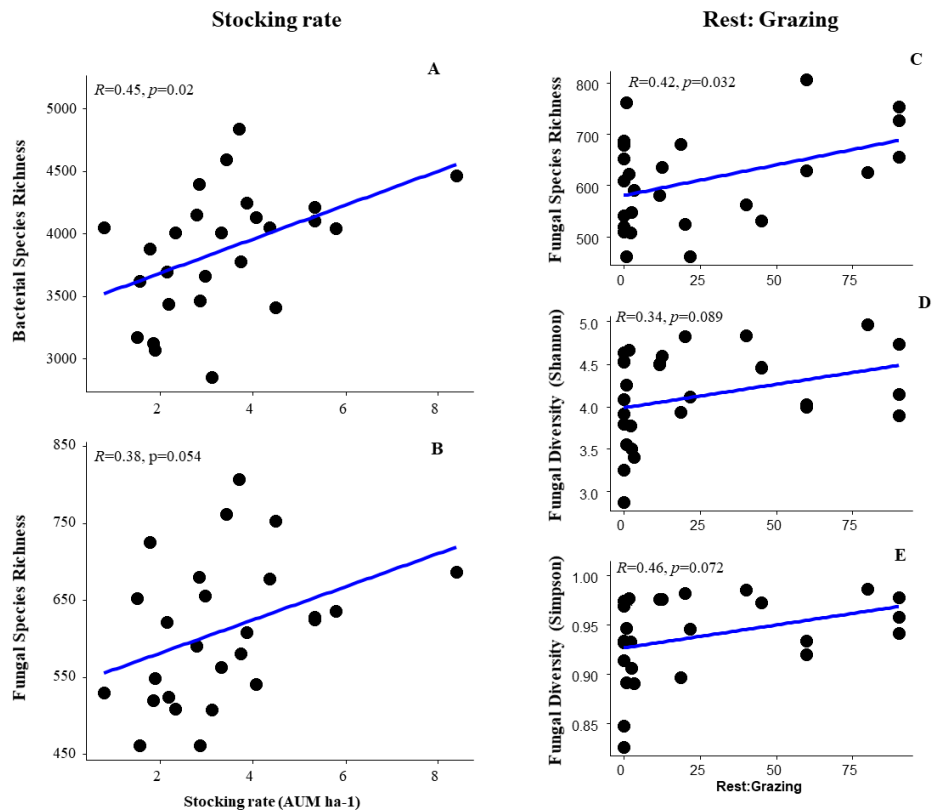 Stocking rate
Rest: Grazing
A
R=0.45, p=0.02
Bacterial Species Richness
5000
4500
4000
3500
3000
2 4 6 8
B
R=0.38, p=0.054
Fungal Species Richness
850
750
650
550
450
2 4 6 8
Stocking rate (AUM ha-1)
C
R=0.42, p=0.032
Fungal Species Richness
800
700
600
500
0 25 50 75
D
R=0.34, p=0.089
Fungal Diversity (Shannon)
5.0
4.5
4.0
3.5
3.0
0 25 50 75
E
R=0.46, p=0.072
Fungal Diversity (Simpson)
1.00
0.95
0.90
0.85
0 25 50 75
Rest:Grazing